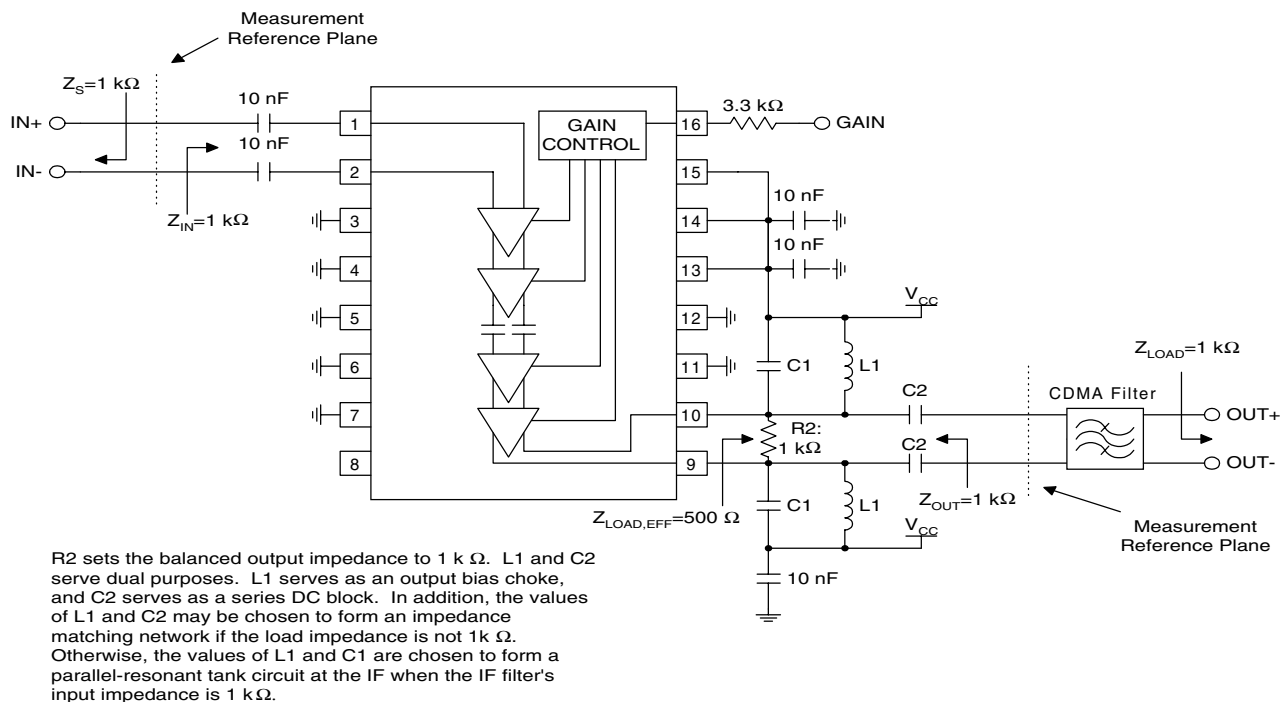 Measurement
Reference Plane
Z_S=1 kΩ
10 nF
IN+
10 nF
IN-
Z_IN=1 kΩ
1
2
3
4
5
6
7
8
GAIN
CONTROL
16
15
14
13
12
11
10
9
3.3 kΩ
GAIN
10 nF
10 nF
V_CC
C1
L1
C2
R2:
1 kΩ
C2
Z_LOAD,EFF=500 Ω
C1
L1
Z_OUT=1 kΩ
V_CC
10 nF
Z_LOAD=1 kΩ
CDMA Filter
OUT+
OUT-
Measurement
Reference Plane
R2 sets the balanced output impedance to 1 k Ω. L1 and C2
serve dual purposes. L1 serves as an output bias choke,
and C2 serves as a series DC block. In addition, the values
of L1 and C2 may be chosen to form an impedance
matching network if the load impedance is not 1k Ω.
Otherwise, the values of L1 and C1 are chosen to form a
parallel-resonant tank circuit at the IF when the IF filter's
input impedance is 1 kΩ.